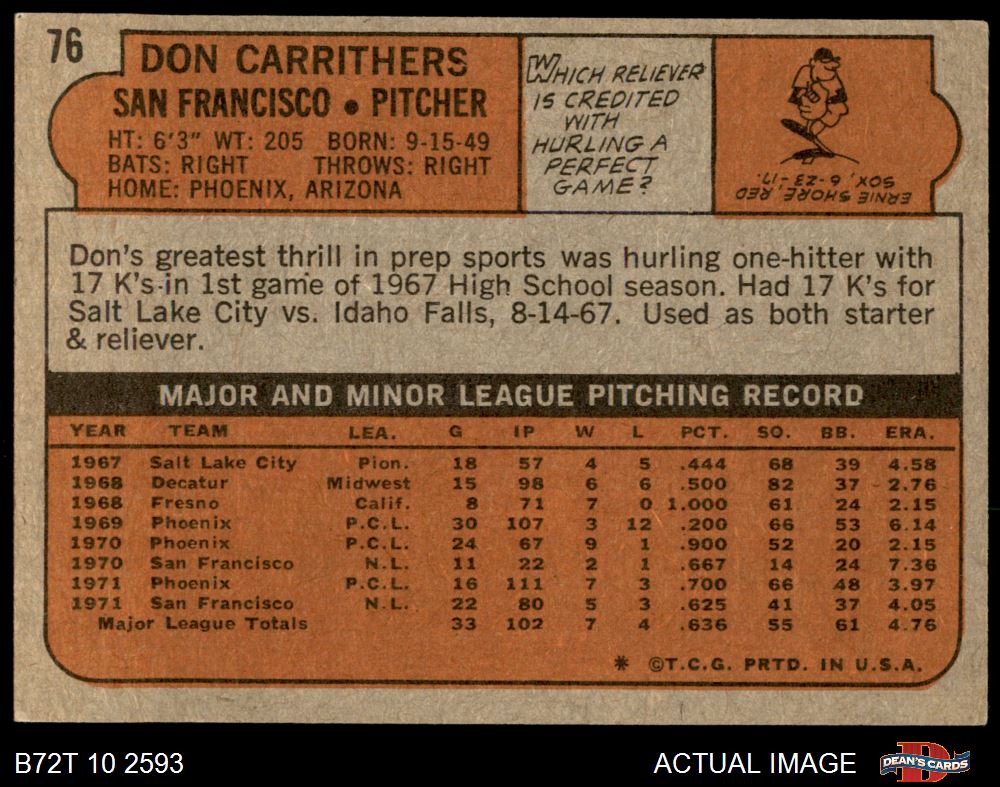 76
DON CARRITHERS
SAN FRANCISCO • PITCHER
HT: 6'3" WT: 205 BORN: 9-15-49
BATS: RIGHT THROWS: RIGHT
HOME: PHOENIX, ARIZONA
WHICH RELIEVER
IS CREDITED
WITH
HURLING A
PERFECT
GAME?
ERNIE SHORE, RED
SOX, 6-23-'17.
Don's greatest thrill in prep sports was hurling one-hitter with
17 K's in 1st game of 1967 High School season. Had 17 K's for
Salt Lake City vs. Idaho Falls, 8-14-67. Used as both starter
& reliever.
MAJOR AND MINOR LEAGUE PITCHING RECORD
YEAR TEAM LEA. G IP W L PCT. SO. BB. ERA.
1967 Salt Lake City Pion. 18 57 4 5 .444 68 39 4.58
1968 Decatur Midwest 15 98 6 6 .500 82 37 2.76
1968 Fresno Calif. 8 71 7 0 1.000 61 24 2.15
1969 Phoenix P.C.L. 30 107 3 12 .200 66 53 6.14
1970 Phoenix P.C.L. 24 67 9 1 .900 52 20 2.15
1970 San Francisco N.L. 11 22 2 1 .667 14 24 7.36
1971 Phoenix P.C.L. 16 111 7 3 .700 66 48 3.97
1971 San Francisco N.L. 22 80 5 3 .625 41 37 4.05
Major League Totals 33 102 7 4 .636 55 61 4.76
* ©T.C.G. PRTD. IN U.S.A.
B72T 10 2593 ACTUAL IMAGE D DEAN'S CARDS